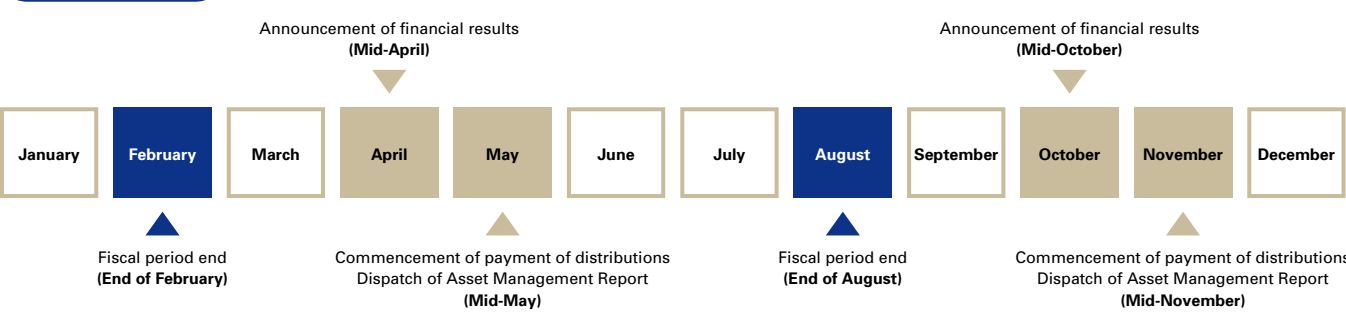 Announcement of financial results
(Mid-April)
Announcement of financial results
(Mid-October)
January
February
March
April
May
June
July
August
September
October
November
December
Fiscal period end
(End of February)
Commencement of payment of distributions
Dispatch of Asset Management Report
(Mid-May)
Fiscal period end
(End of August)
Commencement of payment of distributions
Dispatch of Asset Management Report
(Mid-November)